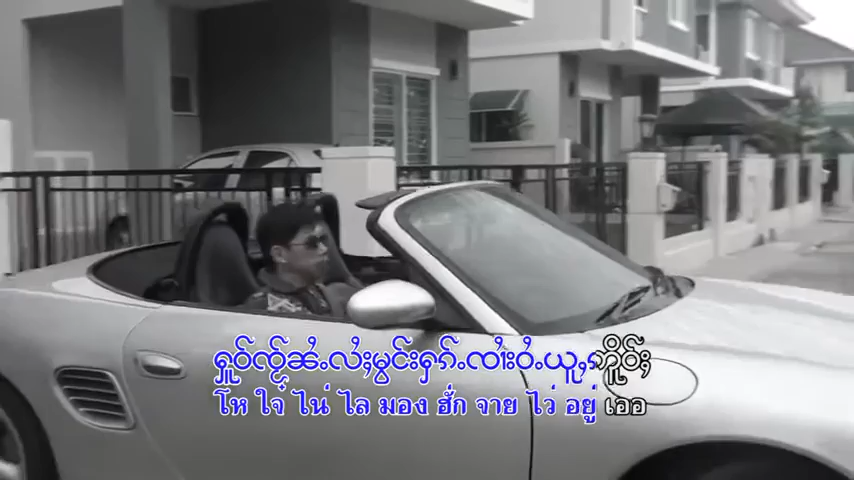 ႁူဝ်ၸႂ်ၼႆႉလႆႈမွင်းႁၵ်ႉၸၢႆးဝႆႉယူႇဢိူဝ်ႈ
โห ใจ๋ ไน่ ไล มอง ฮั่ก จาย ไว่ อยู่ เออ